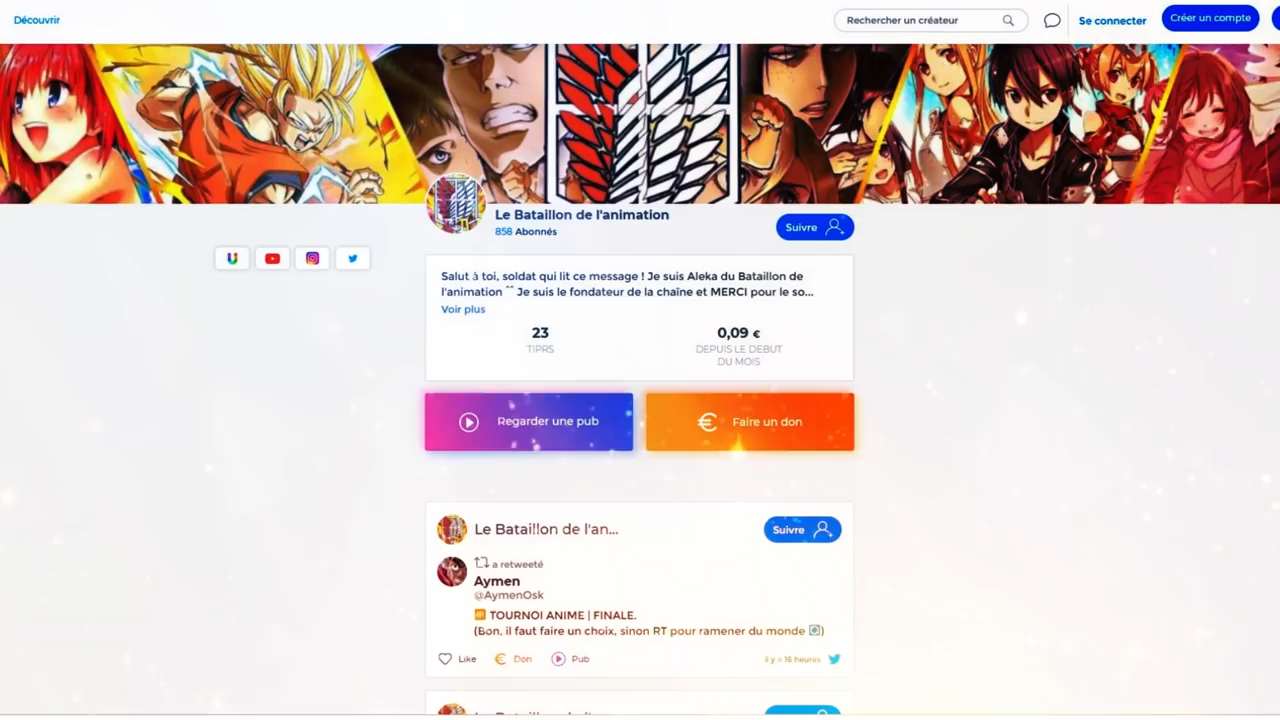 Découvrir
Rechercher un créateur
Se connecter
Créer un compte
Le Bataillon de l'animation
858 Abonnés
Suivre
Salut à toi, soldat qui lit ce message ! Je suis Aleka du Bataillon de
l'animation ^^ Je suis le fondateur de la chaîne et MERCI pour le so...
Voir plus
23
TIPRS
0,09 €
DEPUIS LE DEBUT
DU MOIS
Regarder une pub
€ Faire un don
Le Bataillon de l'an...
Suivre
a retweeté
Aymen
@AymenOsk
TOURNOI ANIME | FINALE.
(Bon, il faut faire un choix, sinon RT pour ramener du monde)
Like
€ Don
Pub
il y a 16 heures